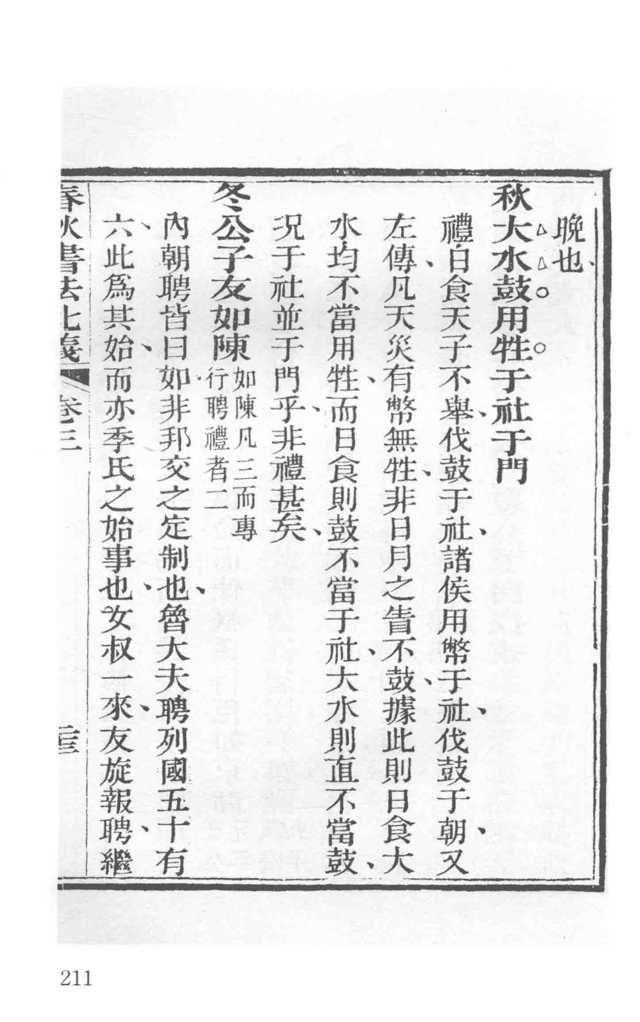 晚也
秋大水鼓用牲于社于門
禮日食天子不舉伐鼓于社諸侯用幣于社伐鼓于朝又
左傳凡天災有幣無牲非日月之眚不鼓據此則日食大
水均不當用牲而日食則鼓不當于社大水則直不當鼓
况于社並于門乎非禮甚矣
冬公子友如陳如陳凡三而專
行聘禮者二
內朝聘皆曰如非邦交之定制也魯大夫聘列國五十有
六此爲其始而亦季氏之始事也女叔一來友旋報聘繼
春秋書法比義 卷三
211